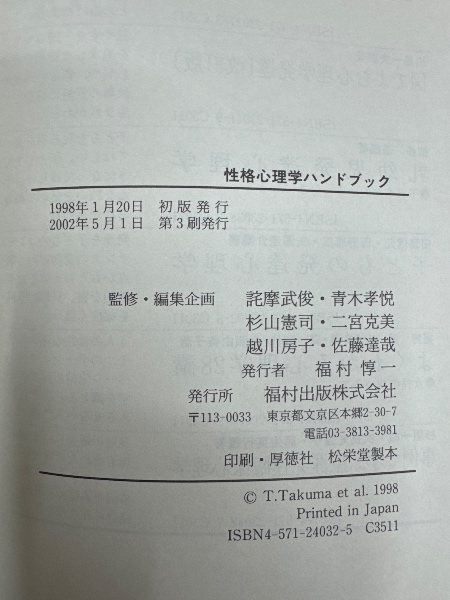 性格心理学ハンドブック
1998年1月20日 初版発行
2002年5月1日 第3刷発行
監修・編集企画 詫摩武俊・青木孝悦
杉山憲司・二宮克美
越川房子・佐藤達哉
発行者 福村惇一
発行所 福村出版株式会社
〒113-0033 東京都文京区本郷2-30-7
電話03-3813-3981
印刷・厚徳社 松栄堂製本
© T.Takuma et al. 1998
Printed in Japan
ISBN4-571-24032-5 C3511